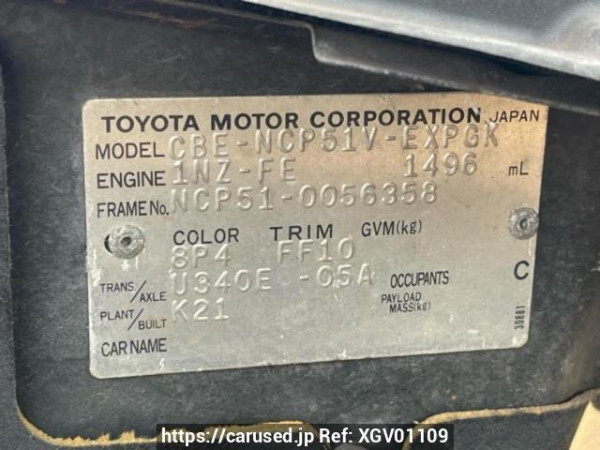 TOYOTA MOTOR CORPORATION JAPAN
MODEL CBE-NCP51V-EXPGK
ENGINE 1NZ-FE 1496 mL
FRAME No. NCP51-0056358
COLOR TRIM GVM(kg)
8P4 FF10
TRANS/AXLE U340E -05A OCCUPANTS C
PLANT/BUILT K21 PAYLOAD MASS(kg)
CAR NAME
30881
https://carused.jp Ref: XGV01109